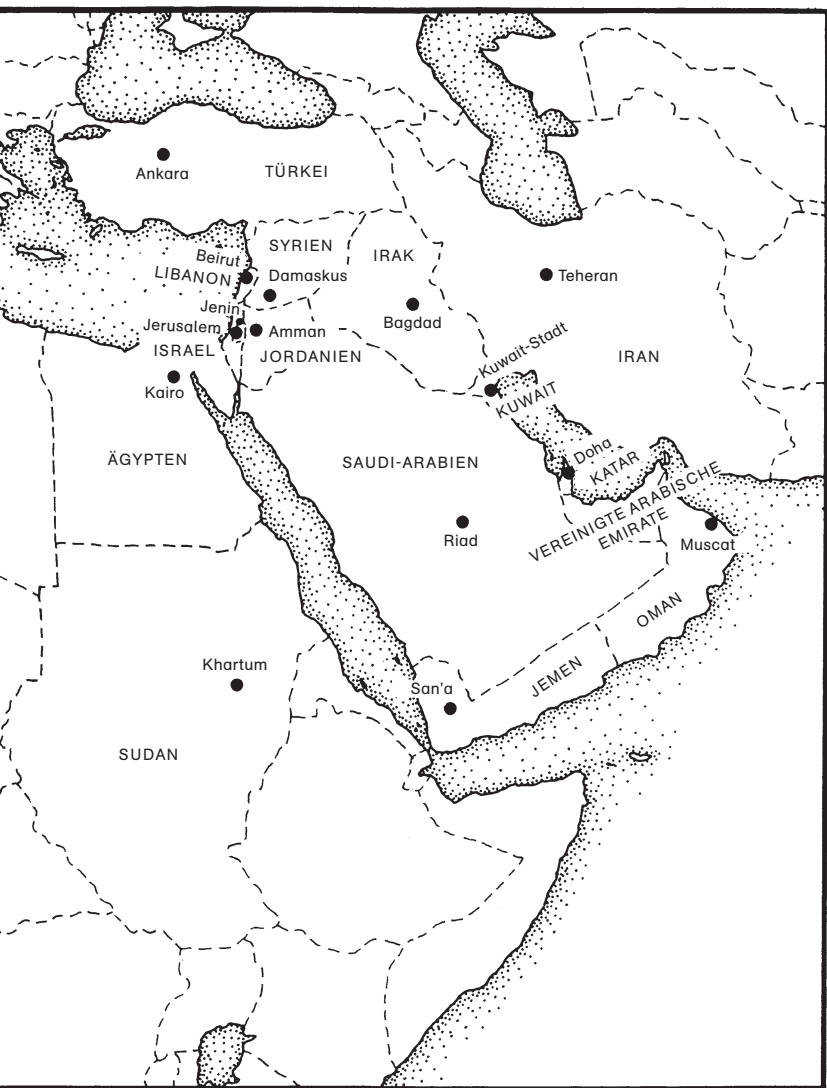 Ankara
TÜRKEI
SYRIEN
Beirut
LIBANON
Damaskus
IRAK
Teheran
Jenin
Jerusalem
Amman
Bagdad
ISRAEL
JORDANIEN
Kuwait-Stadt
IRAN
Kairo
KUWAIT
ÄGYPTEN
SAUDI-ARABIEN
Doha
KATAR
Riad
VEREINIGTE ARABISCHE
EMIRATE
Muscat
OMAN
Khartum
San'a
JEMEN
SUDAN